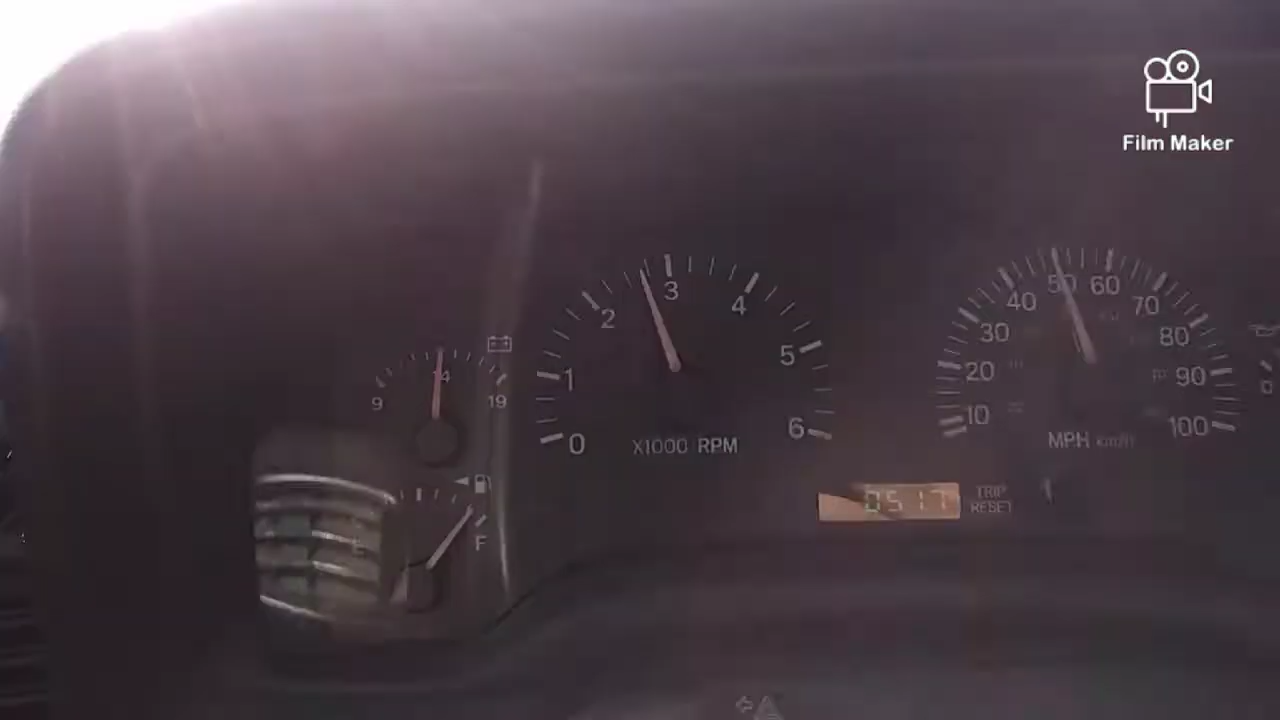 Film Maker
9 14 19
F
0 1 2 3 4 5 6
X1000 RPM
10 20 30 40 50 60 70 80 90 100
MPH km/h
0517
TRIP
RESET